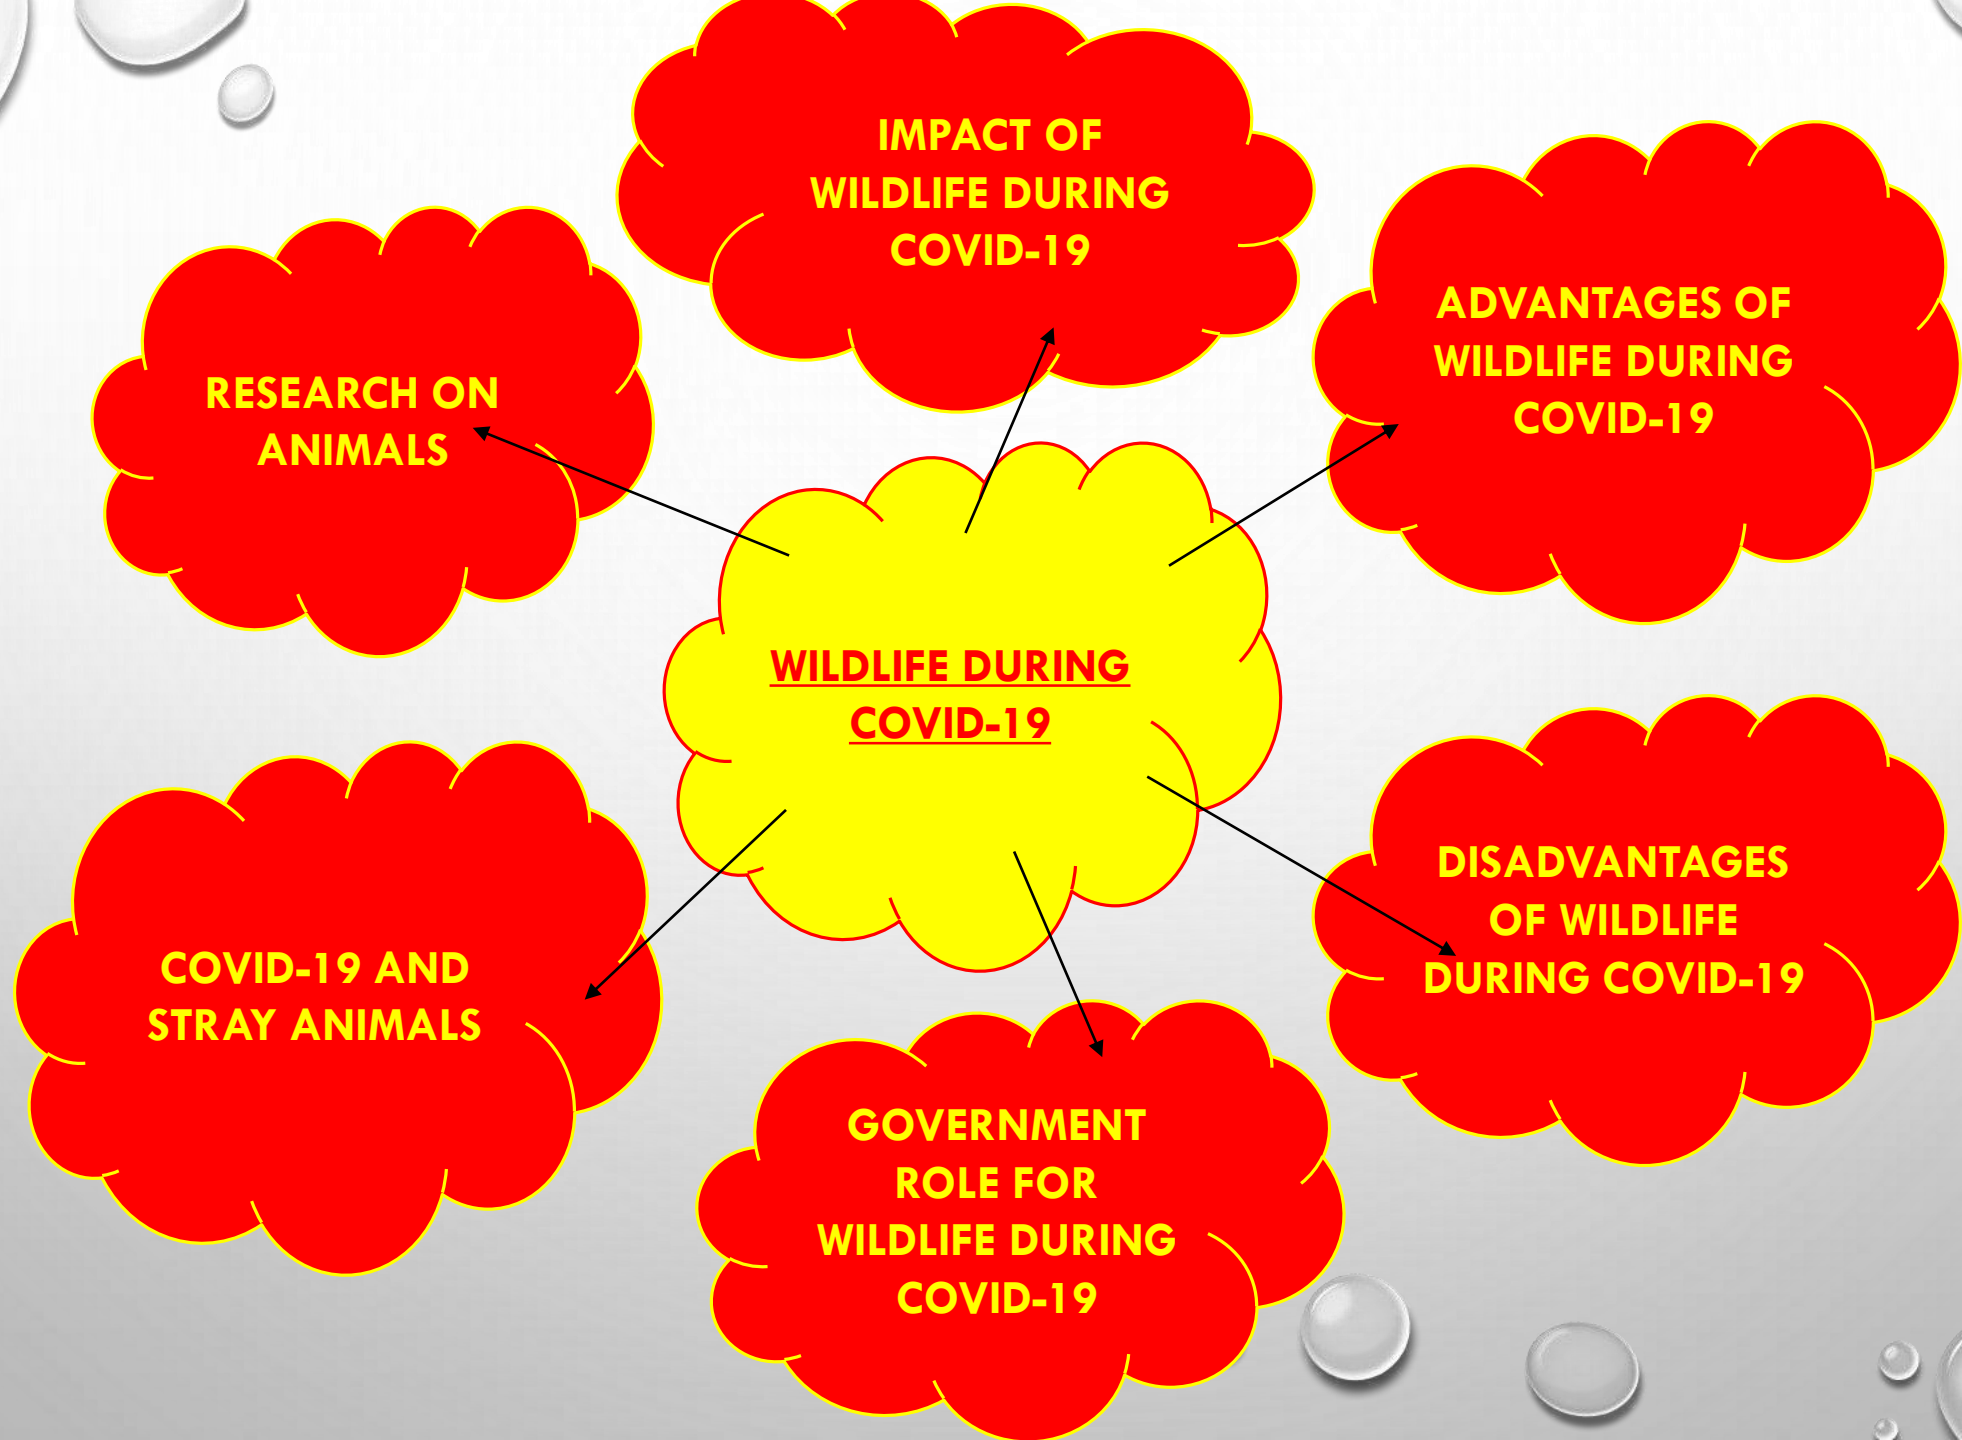 IMPACT OF
WILDLIFE DURING
COVID-19
ADVANTAGES OF
WILDLIFE DURING
COVID-19
RESEARCH ON
ANIMALS
WILDLIFE DURING
COVID-19
DISADVANTAGES
OF WILDLIFE
DURING COVID-19
COVID-19 AND
STRAY ANIMALS
GOVERNMENT
ROLE FOR
WILDLIFE DURING
COVID-19